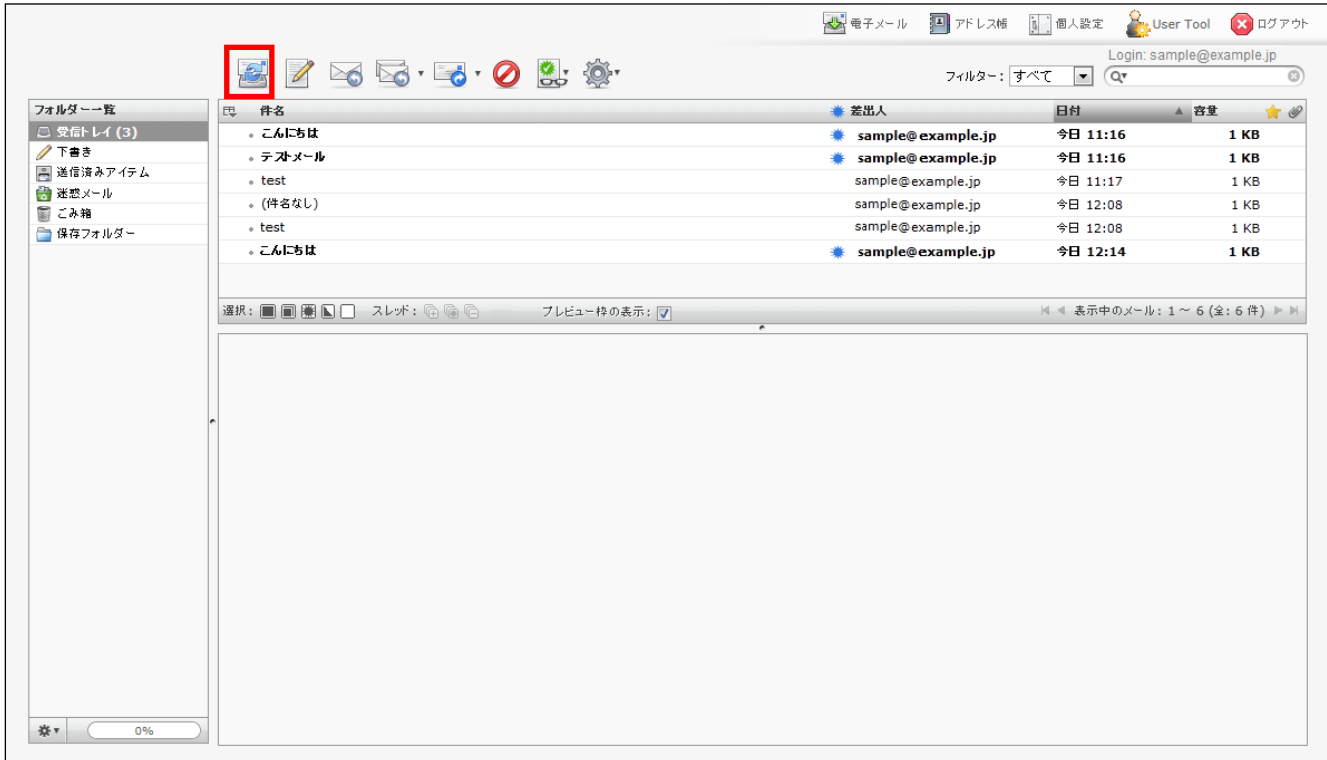 電子メール アドレス帳 個人設定 User Tool ログアウト
Login: sample@example.jp
フィルター: すべて
フォルダー一覧
受信トレイ (3)
下書き
送信済みアイテム
迷惑メール
ごみ箱
保存フォルダー
件名 差出人 日付 容量
こんにちは sample@example.jp 今日 11:16 1 KB
テストメール sample@example.jp 今日 11:16 1 KB
test sample@example.jp 今日 11:17 1 KB
(件名なし) sample@example.jp 今日 12:08 1 KB
test sample@example.jp 今日 12:08 1 KB
こんにちは sample@example.jp 今日 12:14 1 KB
選択: スレッド: プレビュー枠の表示: 表示中のメール: 1 ~ 6 (全: 6 件)
0%